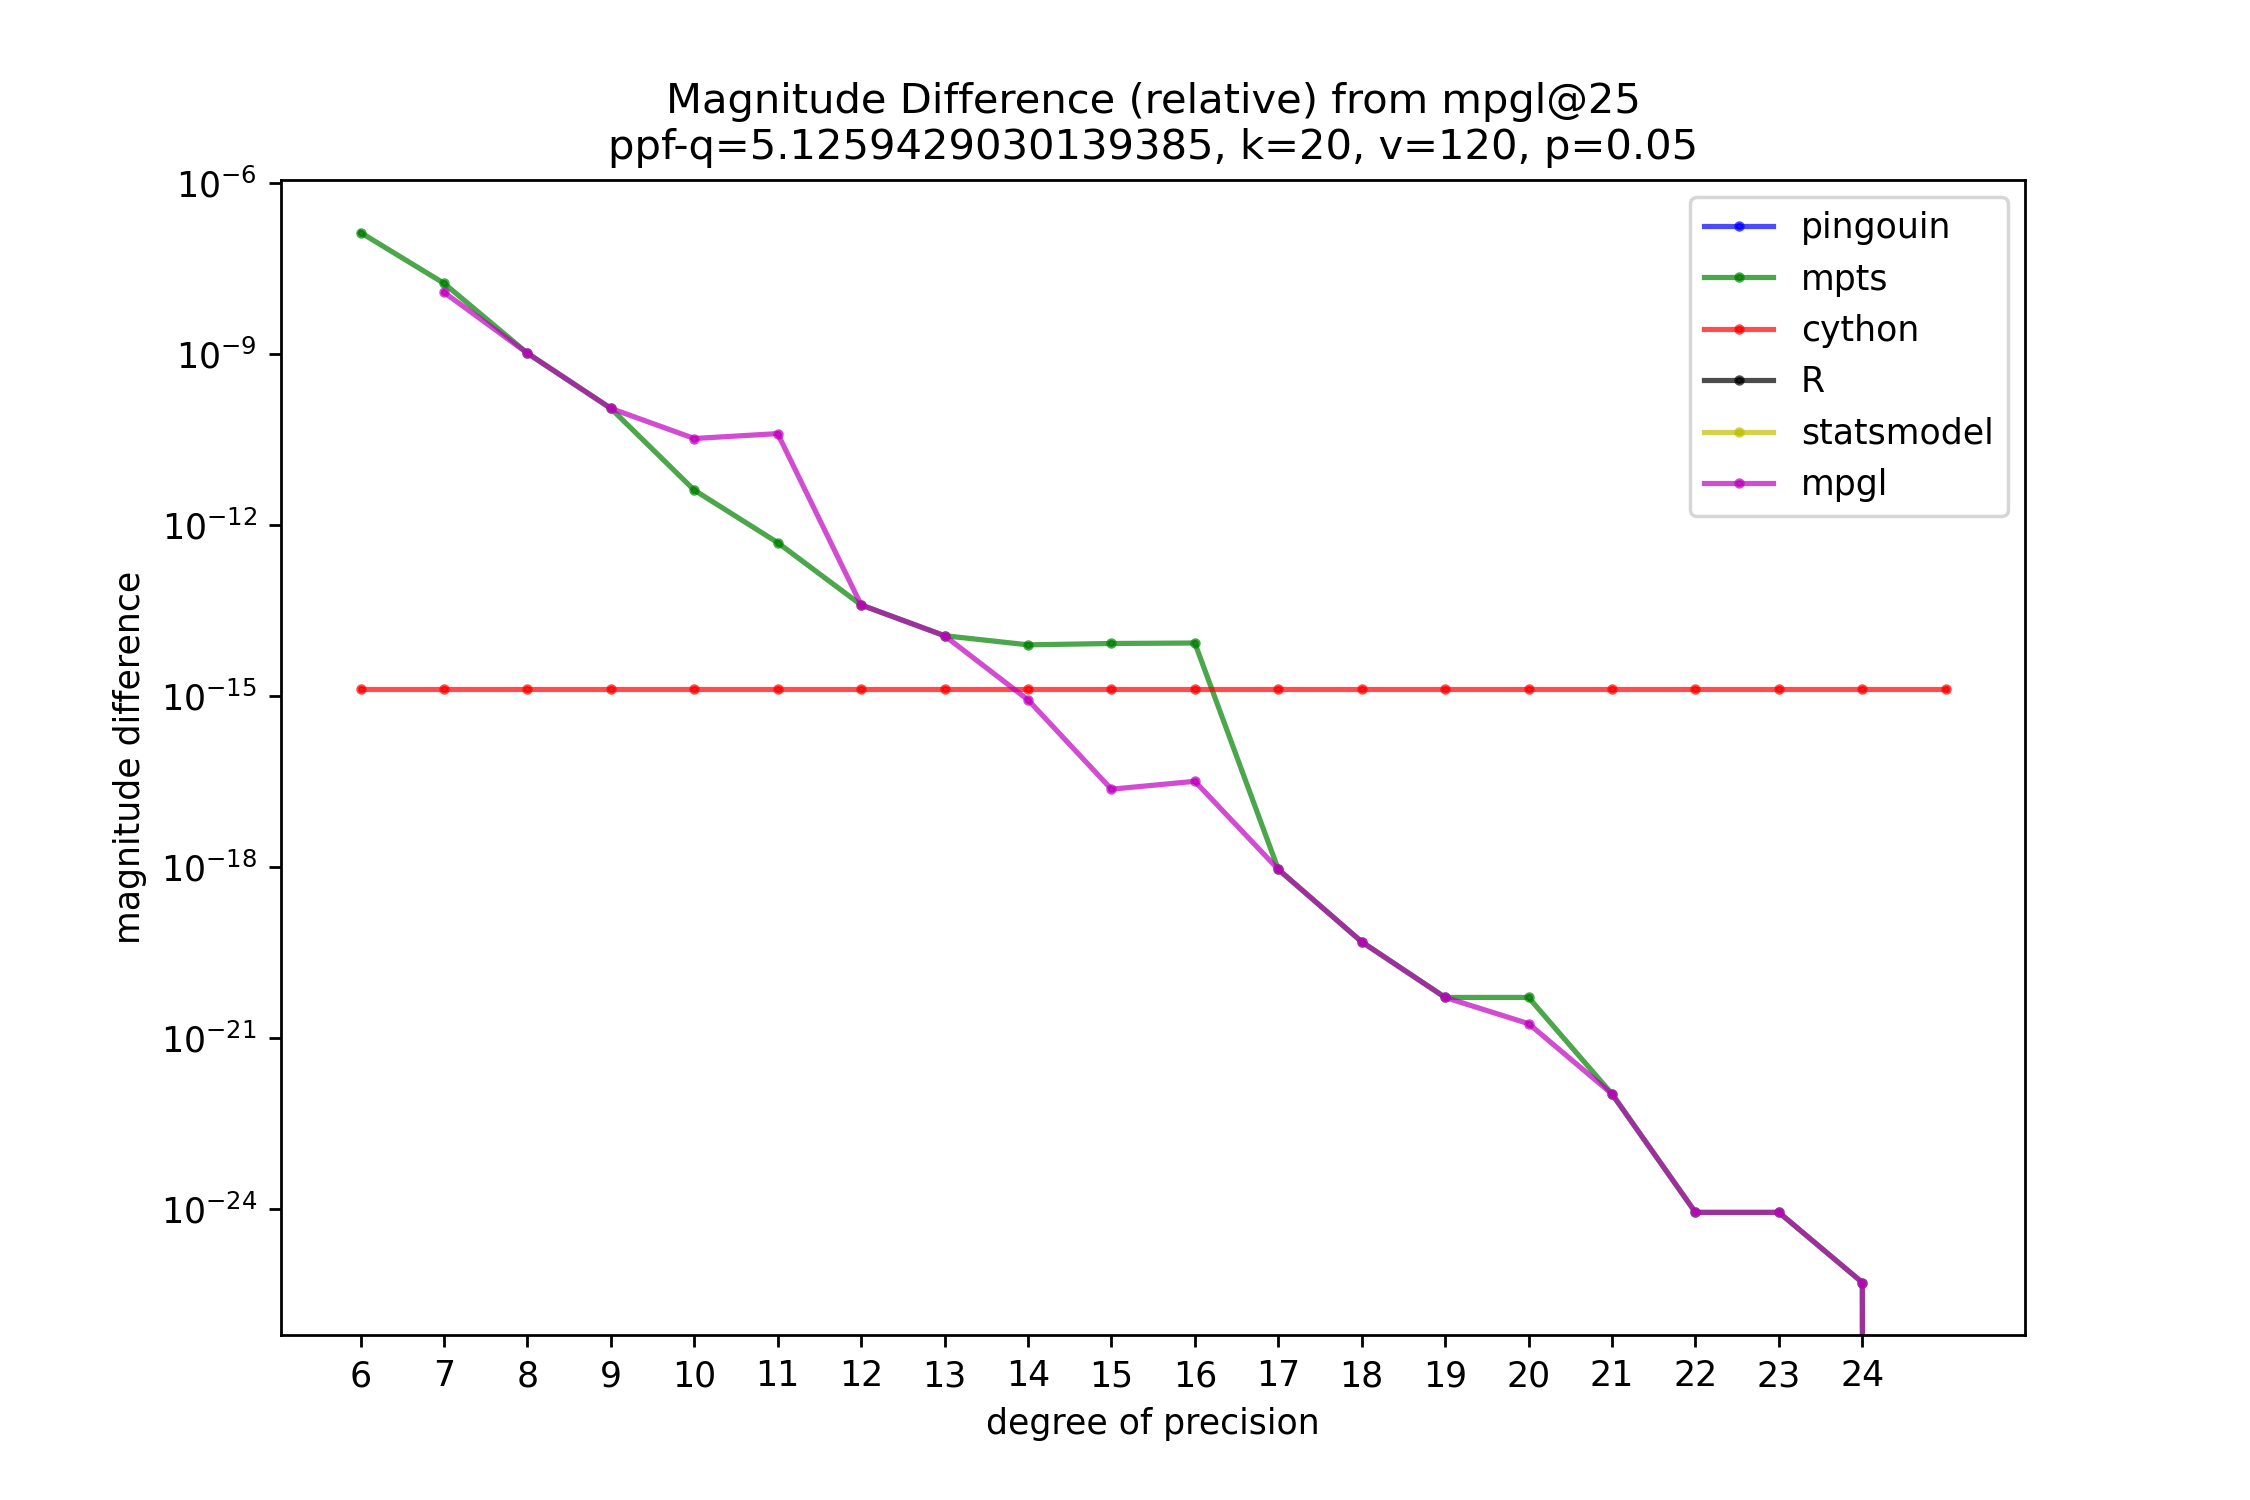 Magnitude Difference (relative) from mpgl@25
ppf-q=5.1259429030139385, k=20, v=120, p=0.05
10⁻⁶
10⁻⁹
10⁻¹²
10⁻¹⁵
10⁻¹⁸
10⁻²¹
10⁻²⁴
magnitude difference
pingouin
mpts
cython
R
statsmodel
mpgl
6 7 8 9 10 11 12 13 14 15 16 17 18 19 20 21 22 23 24
degree of precision